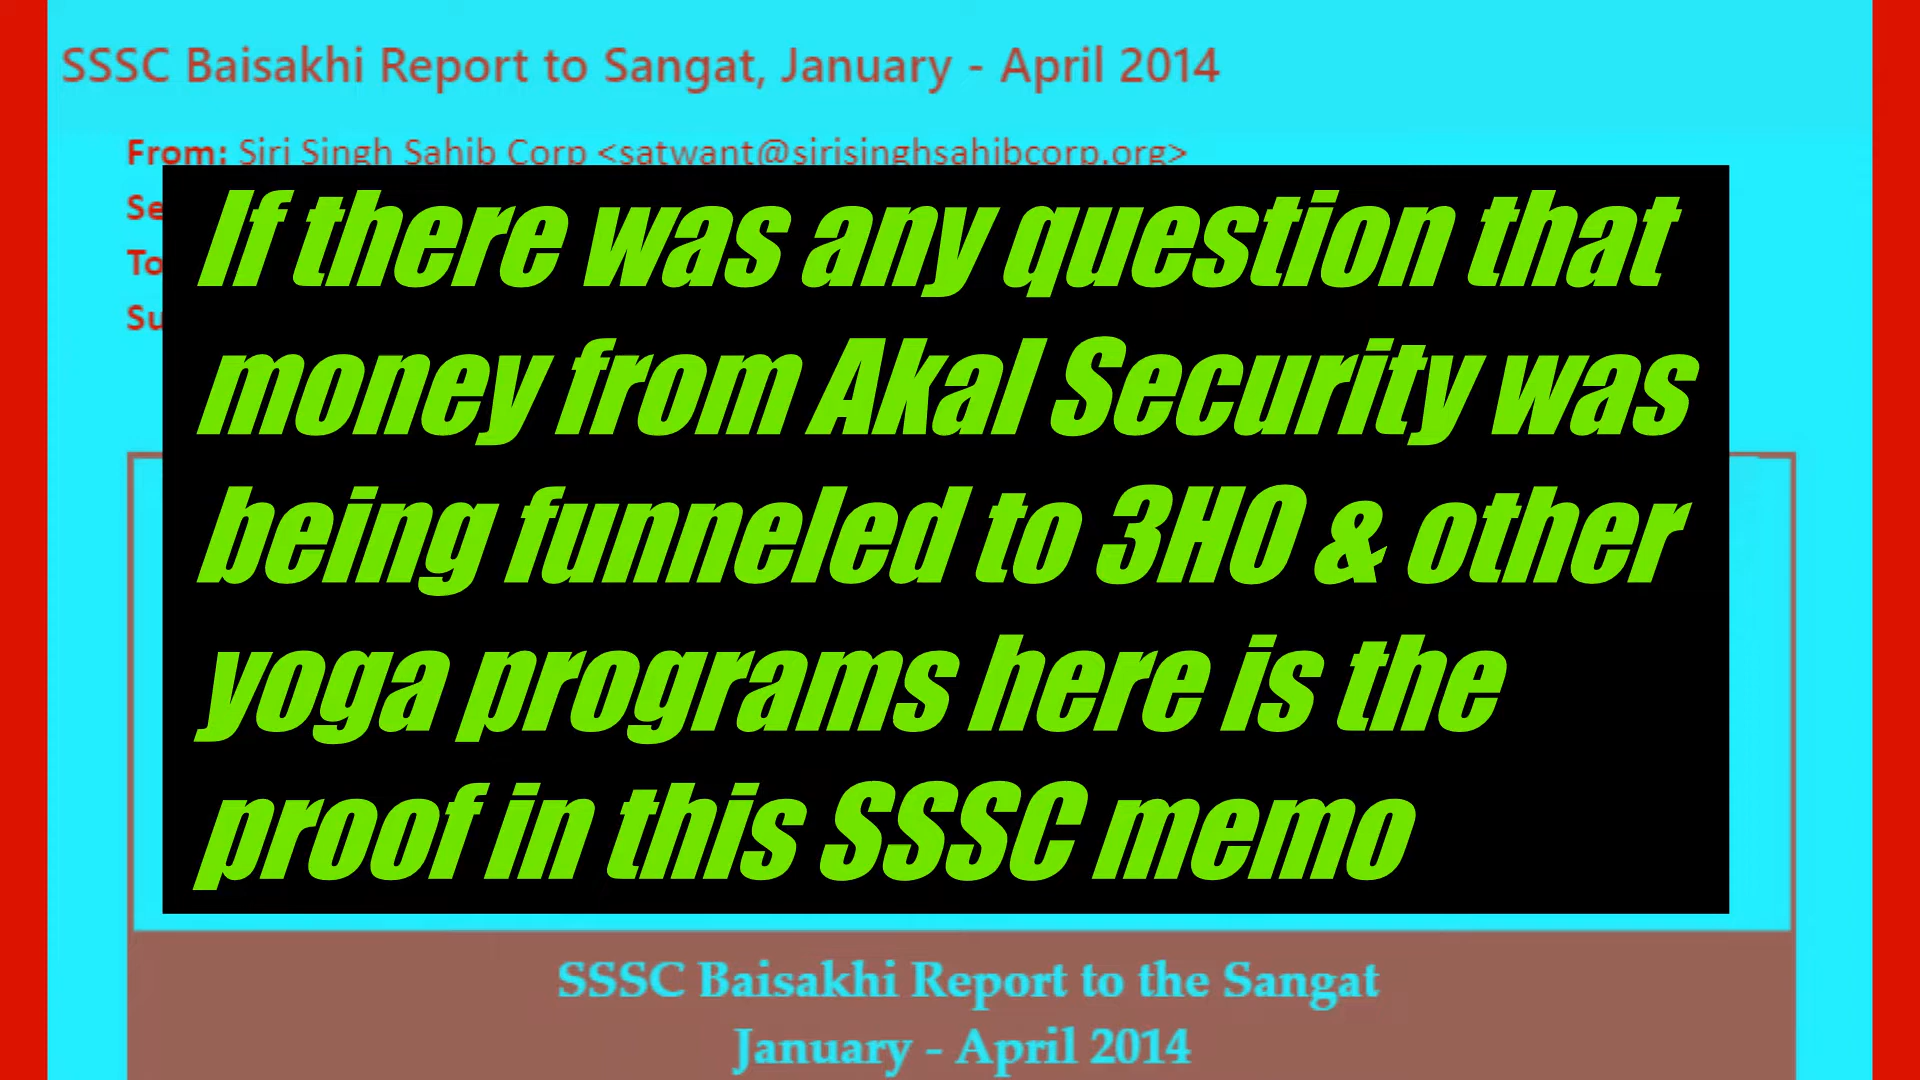 SSSC Baisakhi Report to Sangat, January - April 2014
From: Siri Singh Sahib Corp <satwant@sirisinghsahibcorp.org>
If there was any question that
money from Akal Security was
being funneled to 3HO & other
yoga programs here is the
proof in this SSSC memo
SSSC Baisakhi Report to the Sangat
January - April 2014